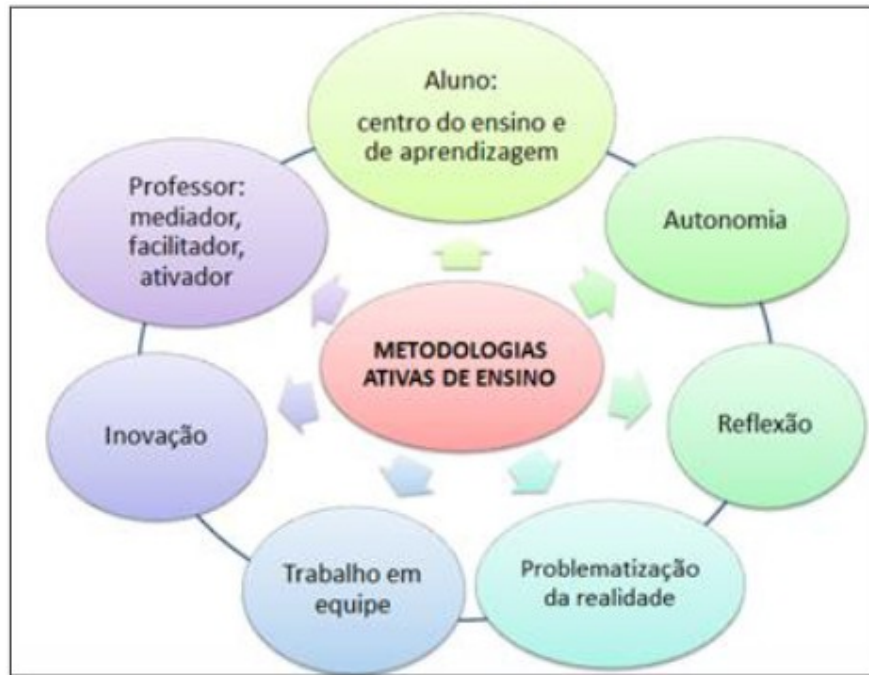 Aluno:
centro do ensino e
de aprendizagem
Autonomia
Reflexão
Problematização
da realidade
Trabalho em
equipe
Inovação
Professor:
mediador,
facilitador,
ativador
METODOLOGIAS
ATIVAS DE ENSINO